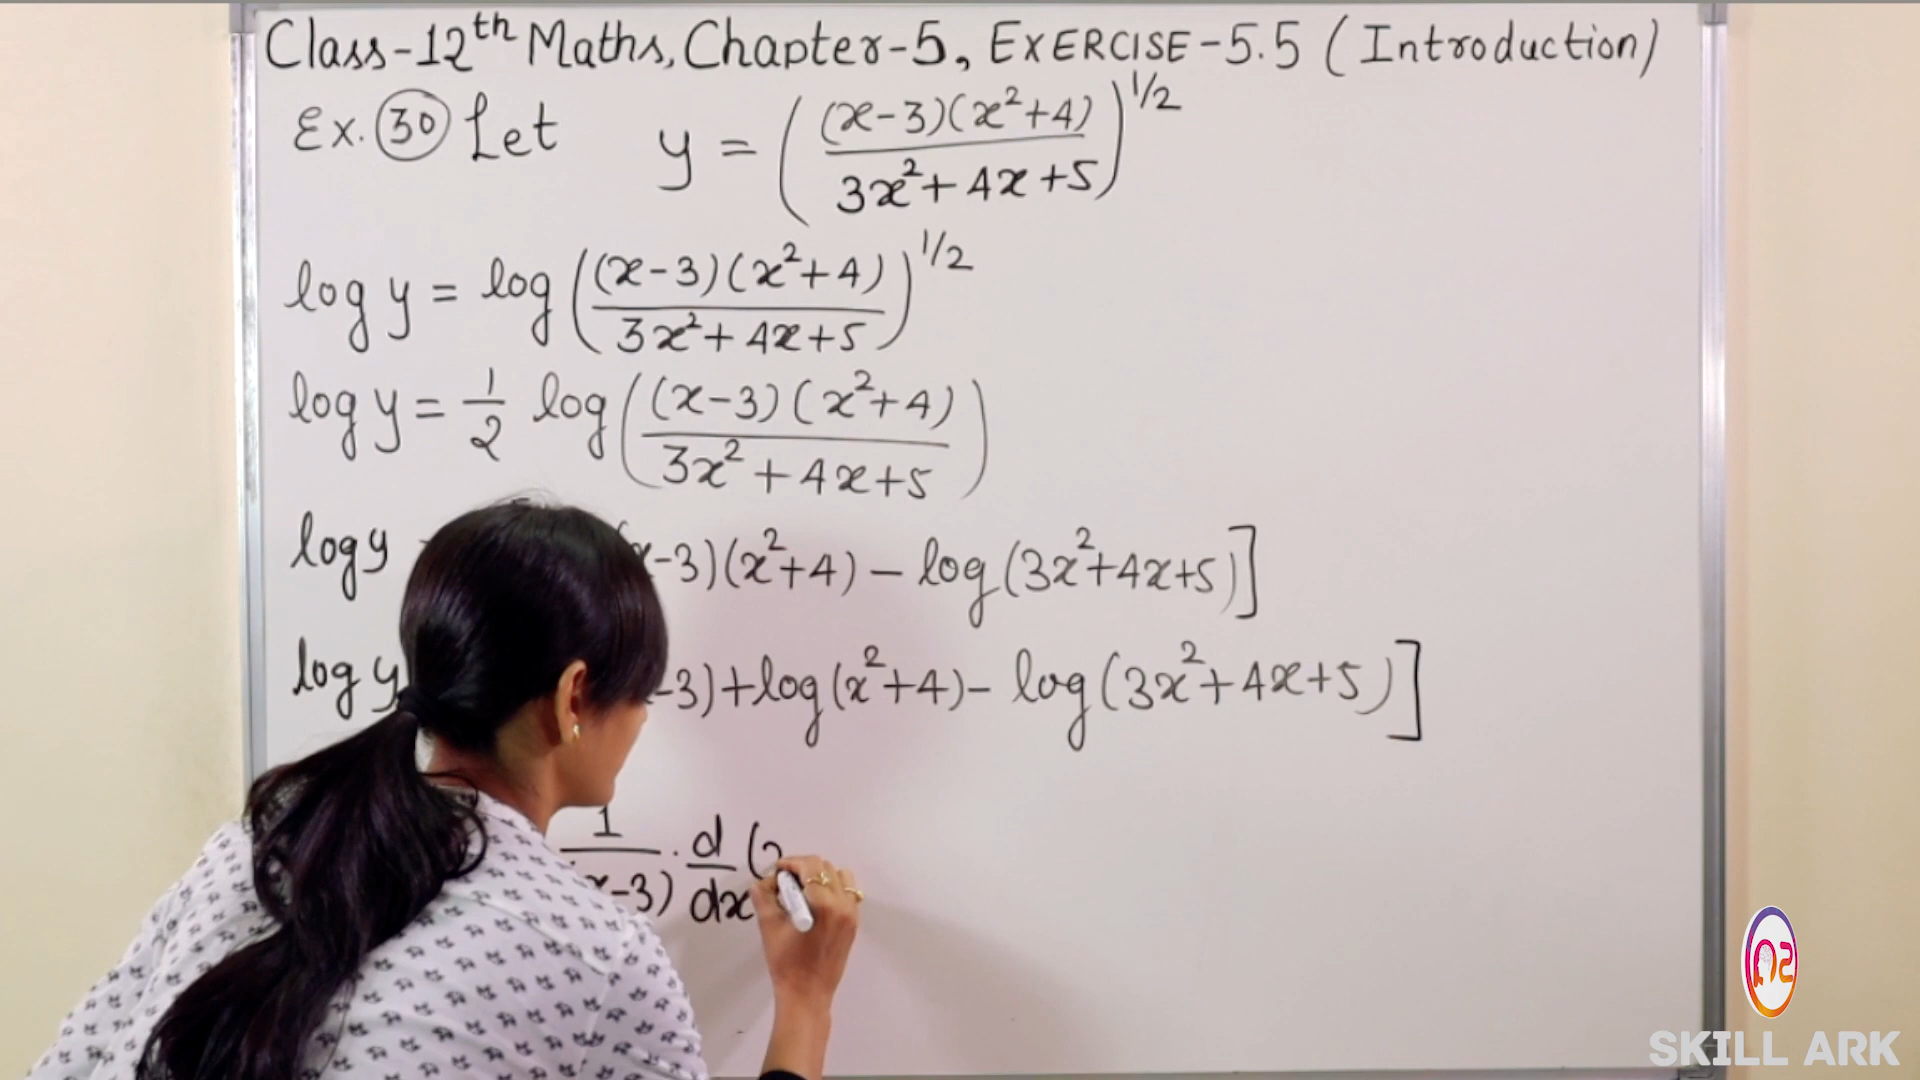 Class-12th Maths, Chapter-5, EXERCISE-5.5 (Introduction)
Ex. 30 Let y = ((x-3)(x²+4) / 3x²+4x+5)^1/2
log y = log ((x-3)(x²+4) / 3x²+4x+5)^1/2
log y = 1/2 log ((x-3)(x²+4) / 3x²+4x+5)
log y -3)(x²+4) - log (3x²+4x+5)]
log y -3) + log (x²+4) - log (3x²+4x+5)]
1 / x-3) . d/dx (
SKILL ARK